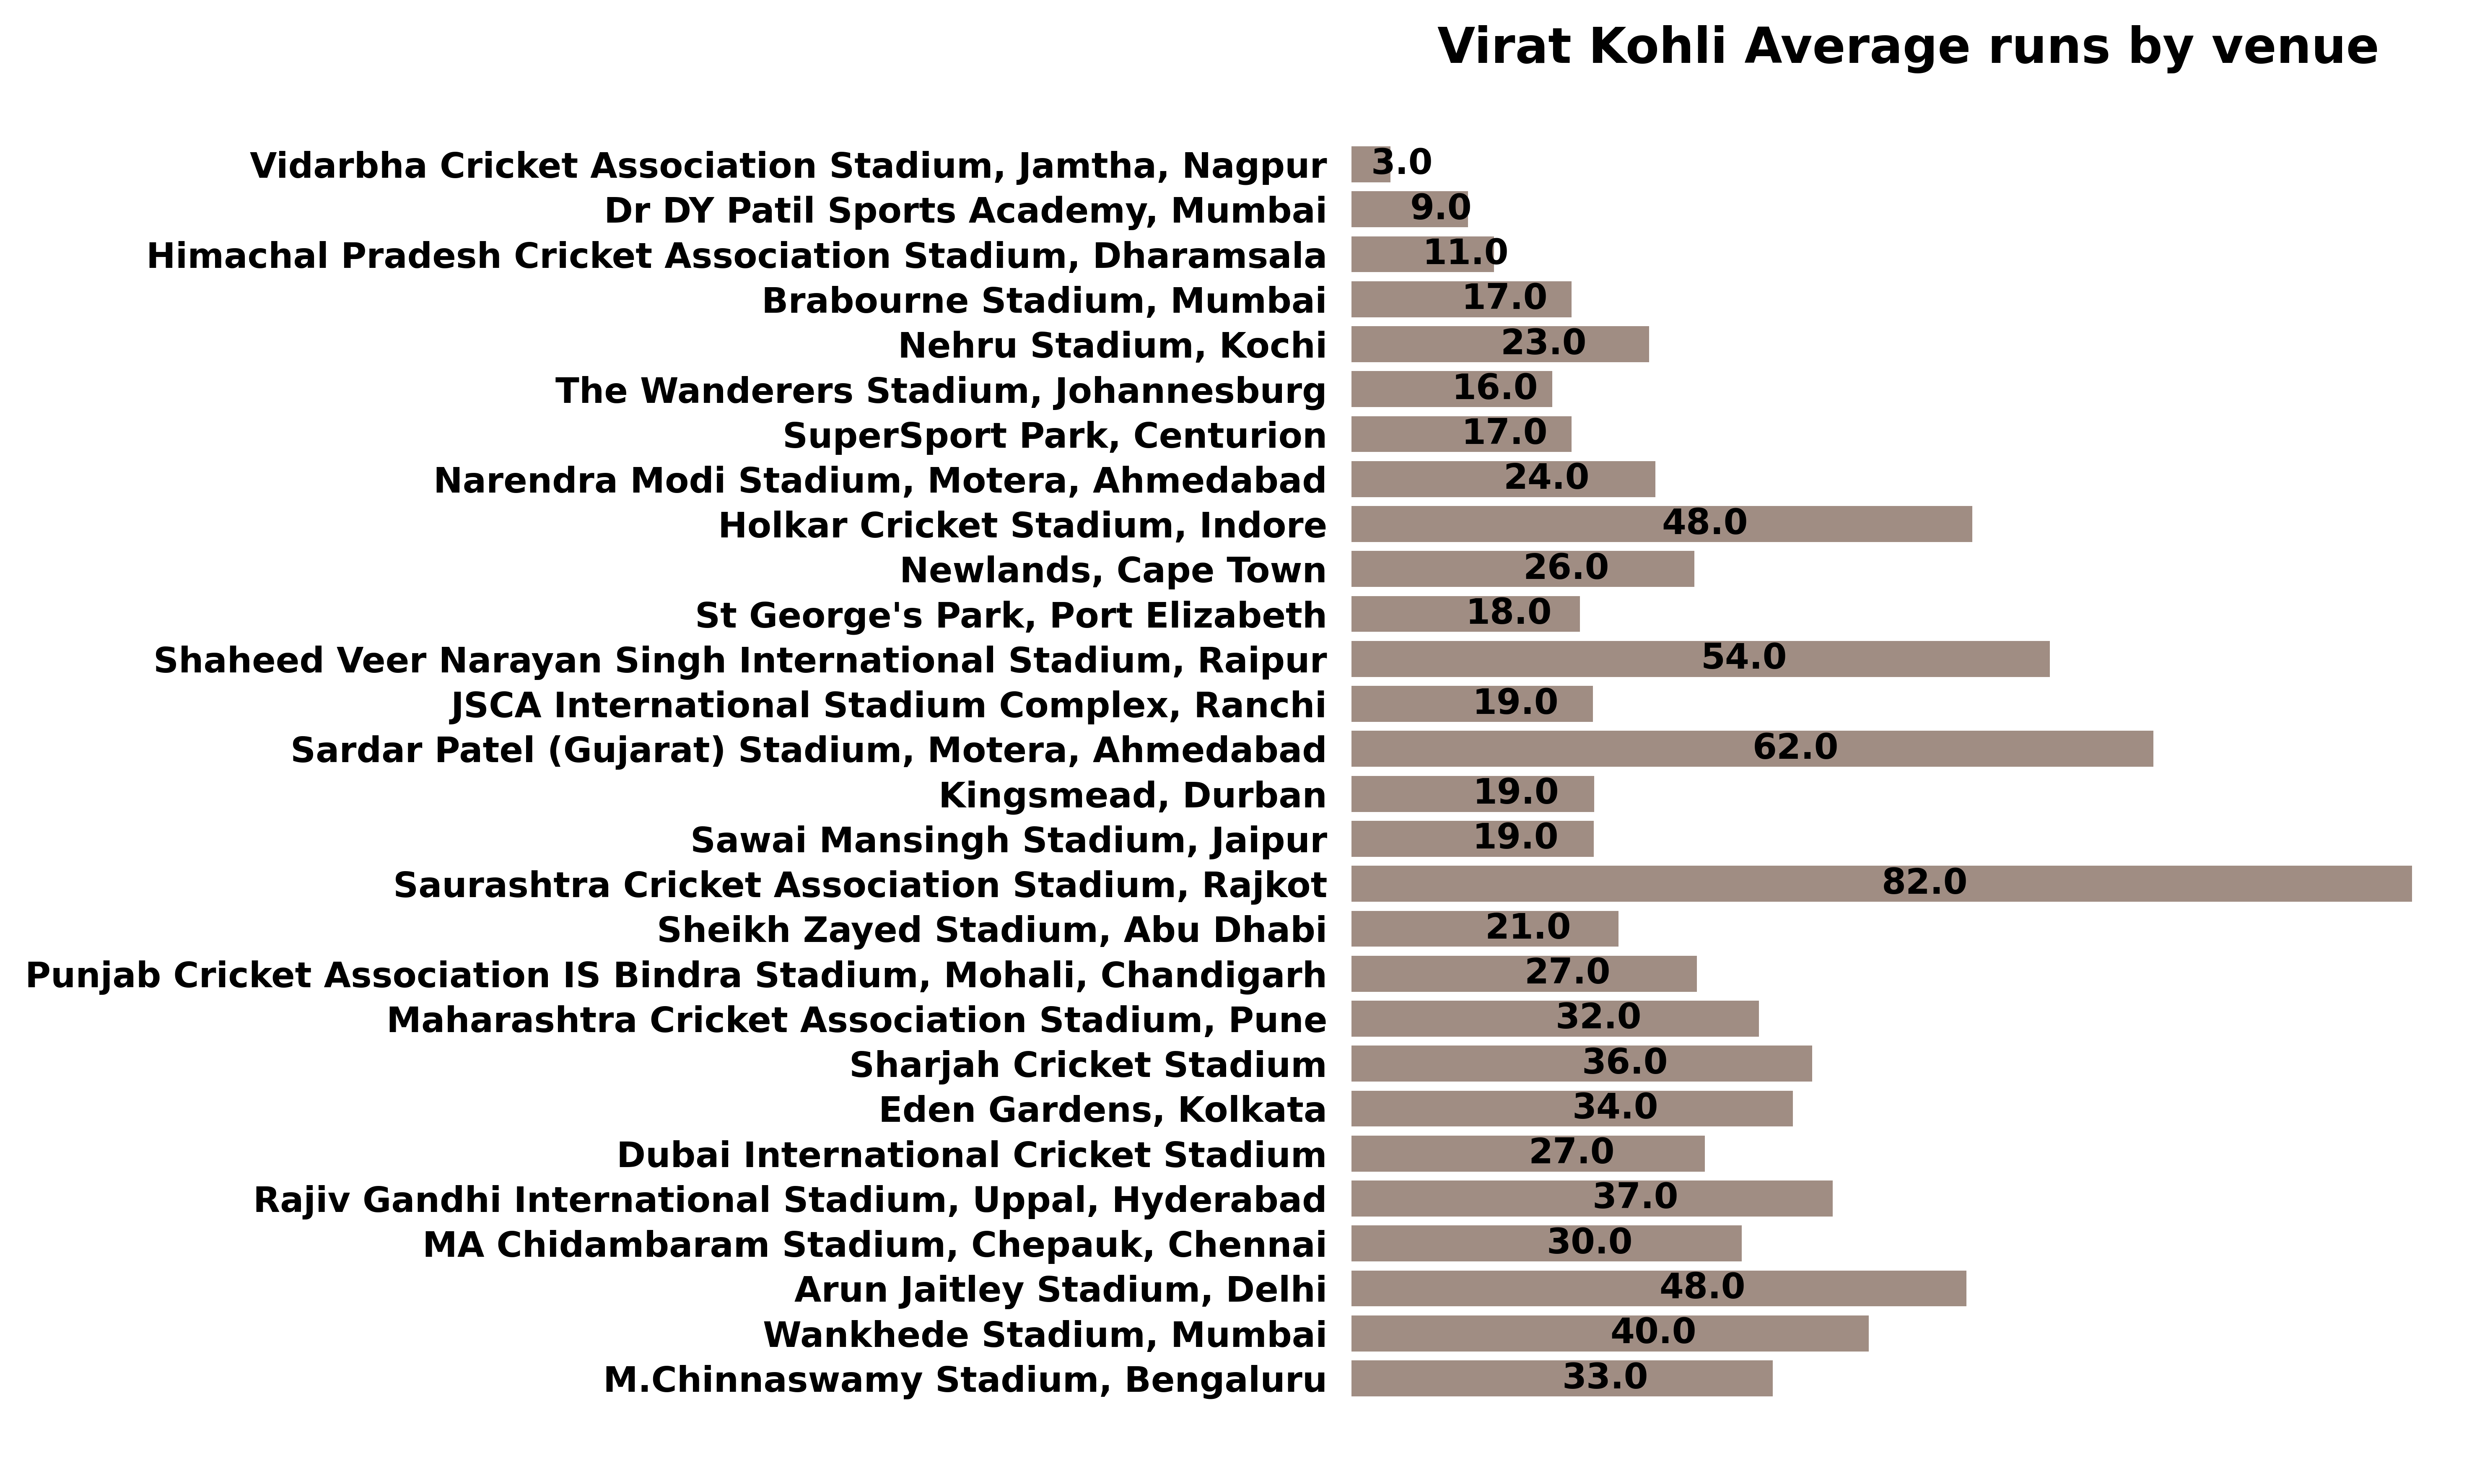 Virat Kohli Average runs by venue
Vidarbha Cricket Association Stadium, Jamtha, Nagpur 3.0
Dr DY Patil Sports Academy, Mumbai 9.0
Himachal Pradesh Cricket Association Stadium, Dharamsala 11.0
Brabourne Stadium, Mumbai 17.0
Nehru Stadium, Kochi 23.0
The Wanderers Stadium, Johannesburg 16.0
SuperSport Park, Centurion 17.0
Narendra Modi Stadium, Motera, Ahmedabad 24.0
Holkar Cricket Stadium, Indore 48.0
Newlands, Cape Town 26.0
St George's Park, Port Elizabeth 18.0
Shaheed Veer Narayan Singh International Stadium, Raipur 54.0
JSCA International Stadium Complex, Ranchi 19.0
Sardar Patel (Gujarat) Stadium, Motera, Ahmedabad 62.0
Kingsmead, Durban 19.0
Sawai Mansingh Stadium, Jaipur 19.0
Saurashtra Cricket Association Stadium, Rajkot 82.0
Sheikh Zayed Stadium, Abu Dhabi 21.0
Punjab Cricket Association IS Bindra Stadium, Mohali, Chandigarh 27.0
Maharashtra Cricket Association Stadium, Pune 32.0
Sharjah Cricket Stadium 36.0
Eden Gardens, Kolkata 34.0
Dubai International Cricket Stadium 27.0
Rajiv Gandhi International Stadium, Uppal, Hyderabad 37.0
MA Chidambaram Stadium, Chepauk, Chennai 30.0
Arun Jaitley Stadium, Delhi 48.0
Wankhede Stadium, Mumbai 40.0
M.Chinnaswamy Stadium, Bengaluru 33.0